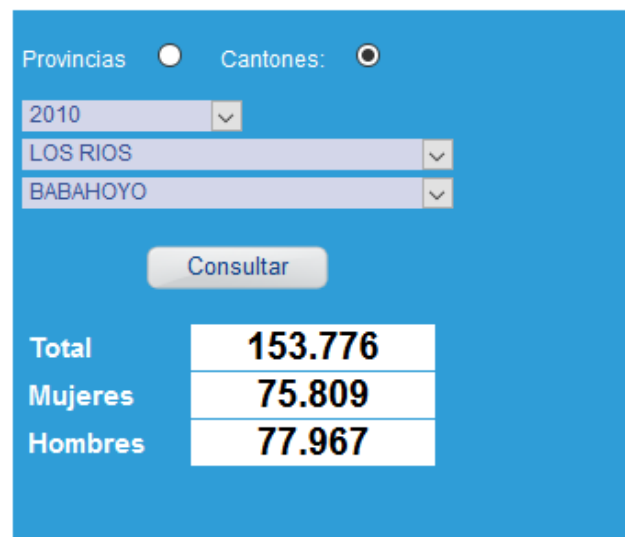 Provincias Cantones:
2010
LOS RIOS
BABAHOYO
Consultar
Total 153.776
Mujeres 75.809
Hombres 77.967